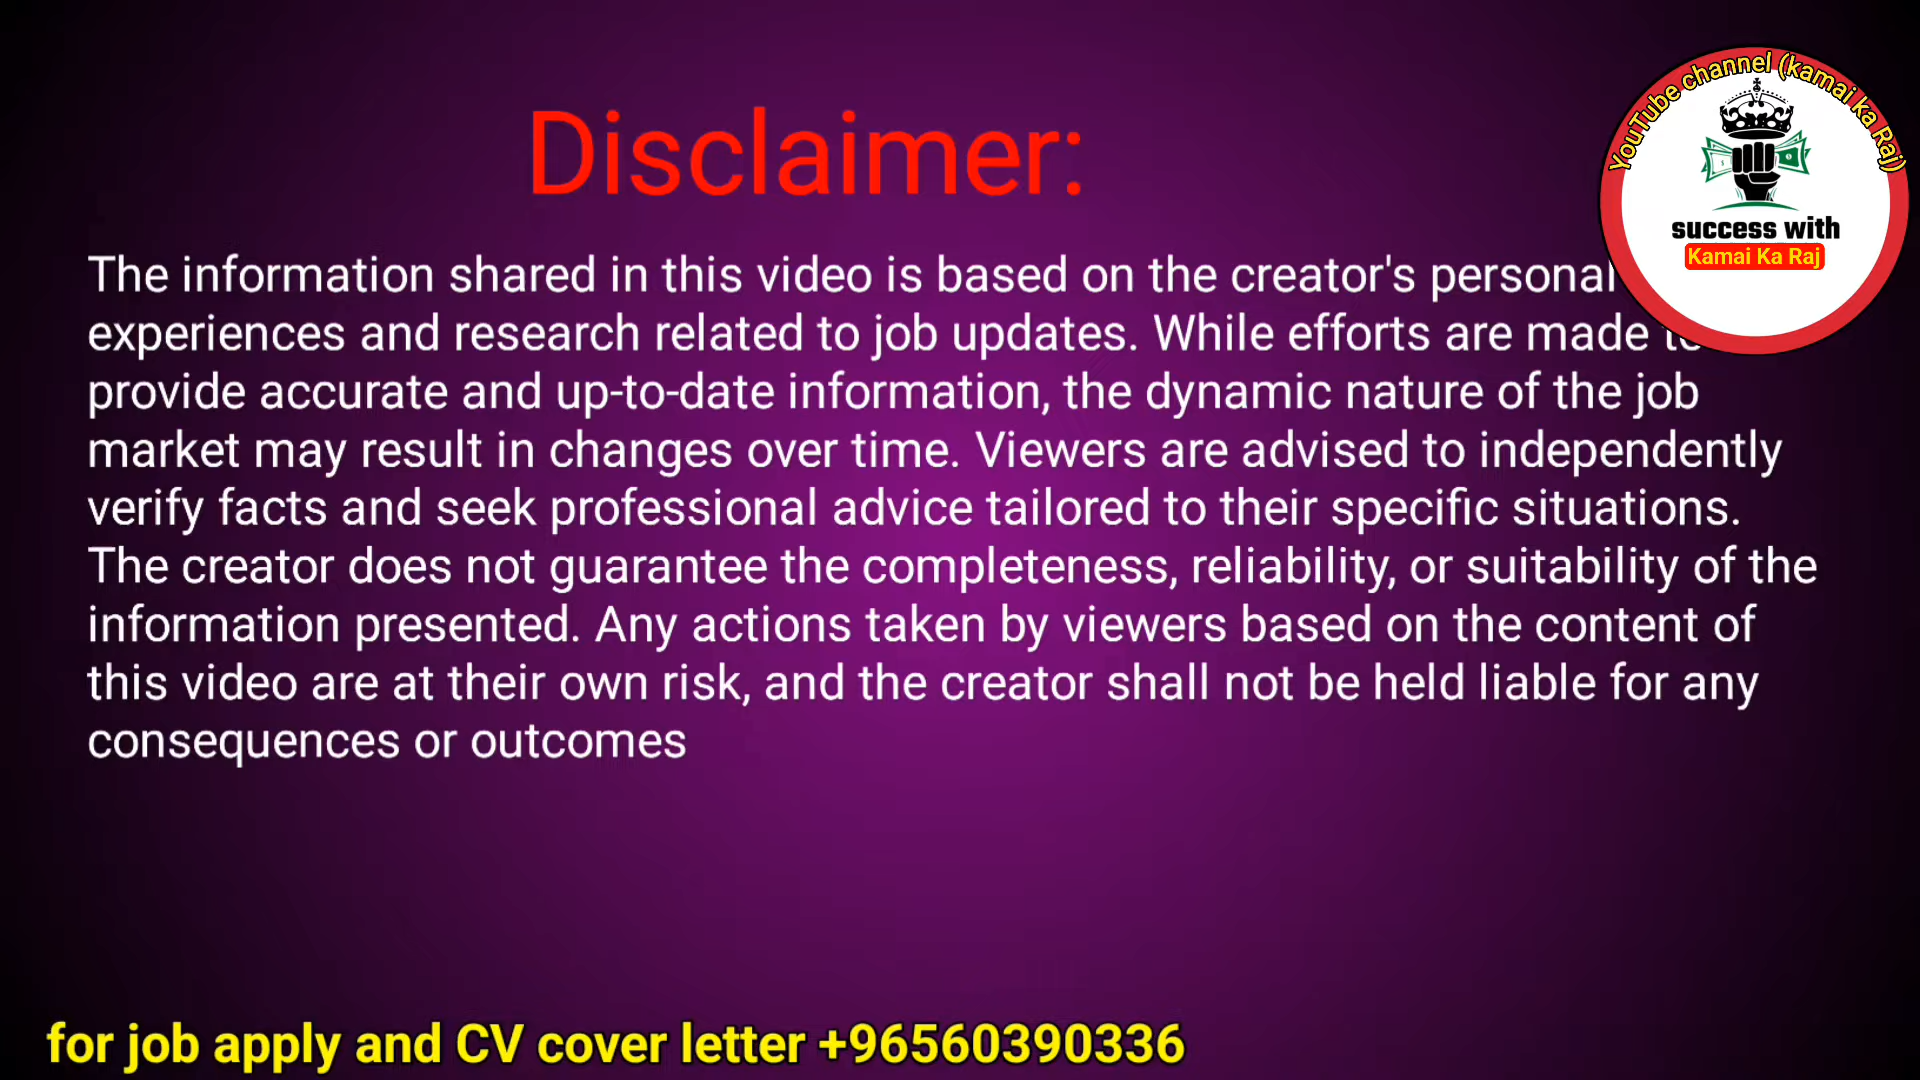 YouTube channel (kamai ka Raj)
success with
Kamai Ka Raj
Disclaimer:
The information shared in this video is based on the creator's personal
experiences and research related to job updates. While efforts are made to
provide accurate and up-to-date information, the dynamic nature of the job
market may result in changes over time. Viewers are advised to independently
verify facts and seek professional advice tailored to their specific situations.
The creator does not guarantee the completeness, reliability, or suitability of the
information presented. Any actions taken by viewers based on the content of
this video are at their own risk, and the creator shall not be held liable for any
consequences or outcomes
for job apply and CV cover letter +96560390336